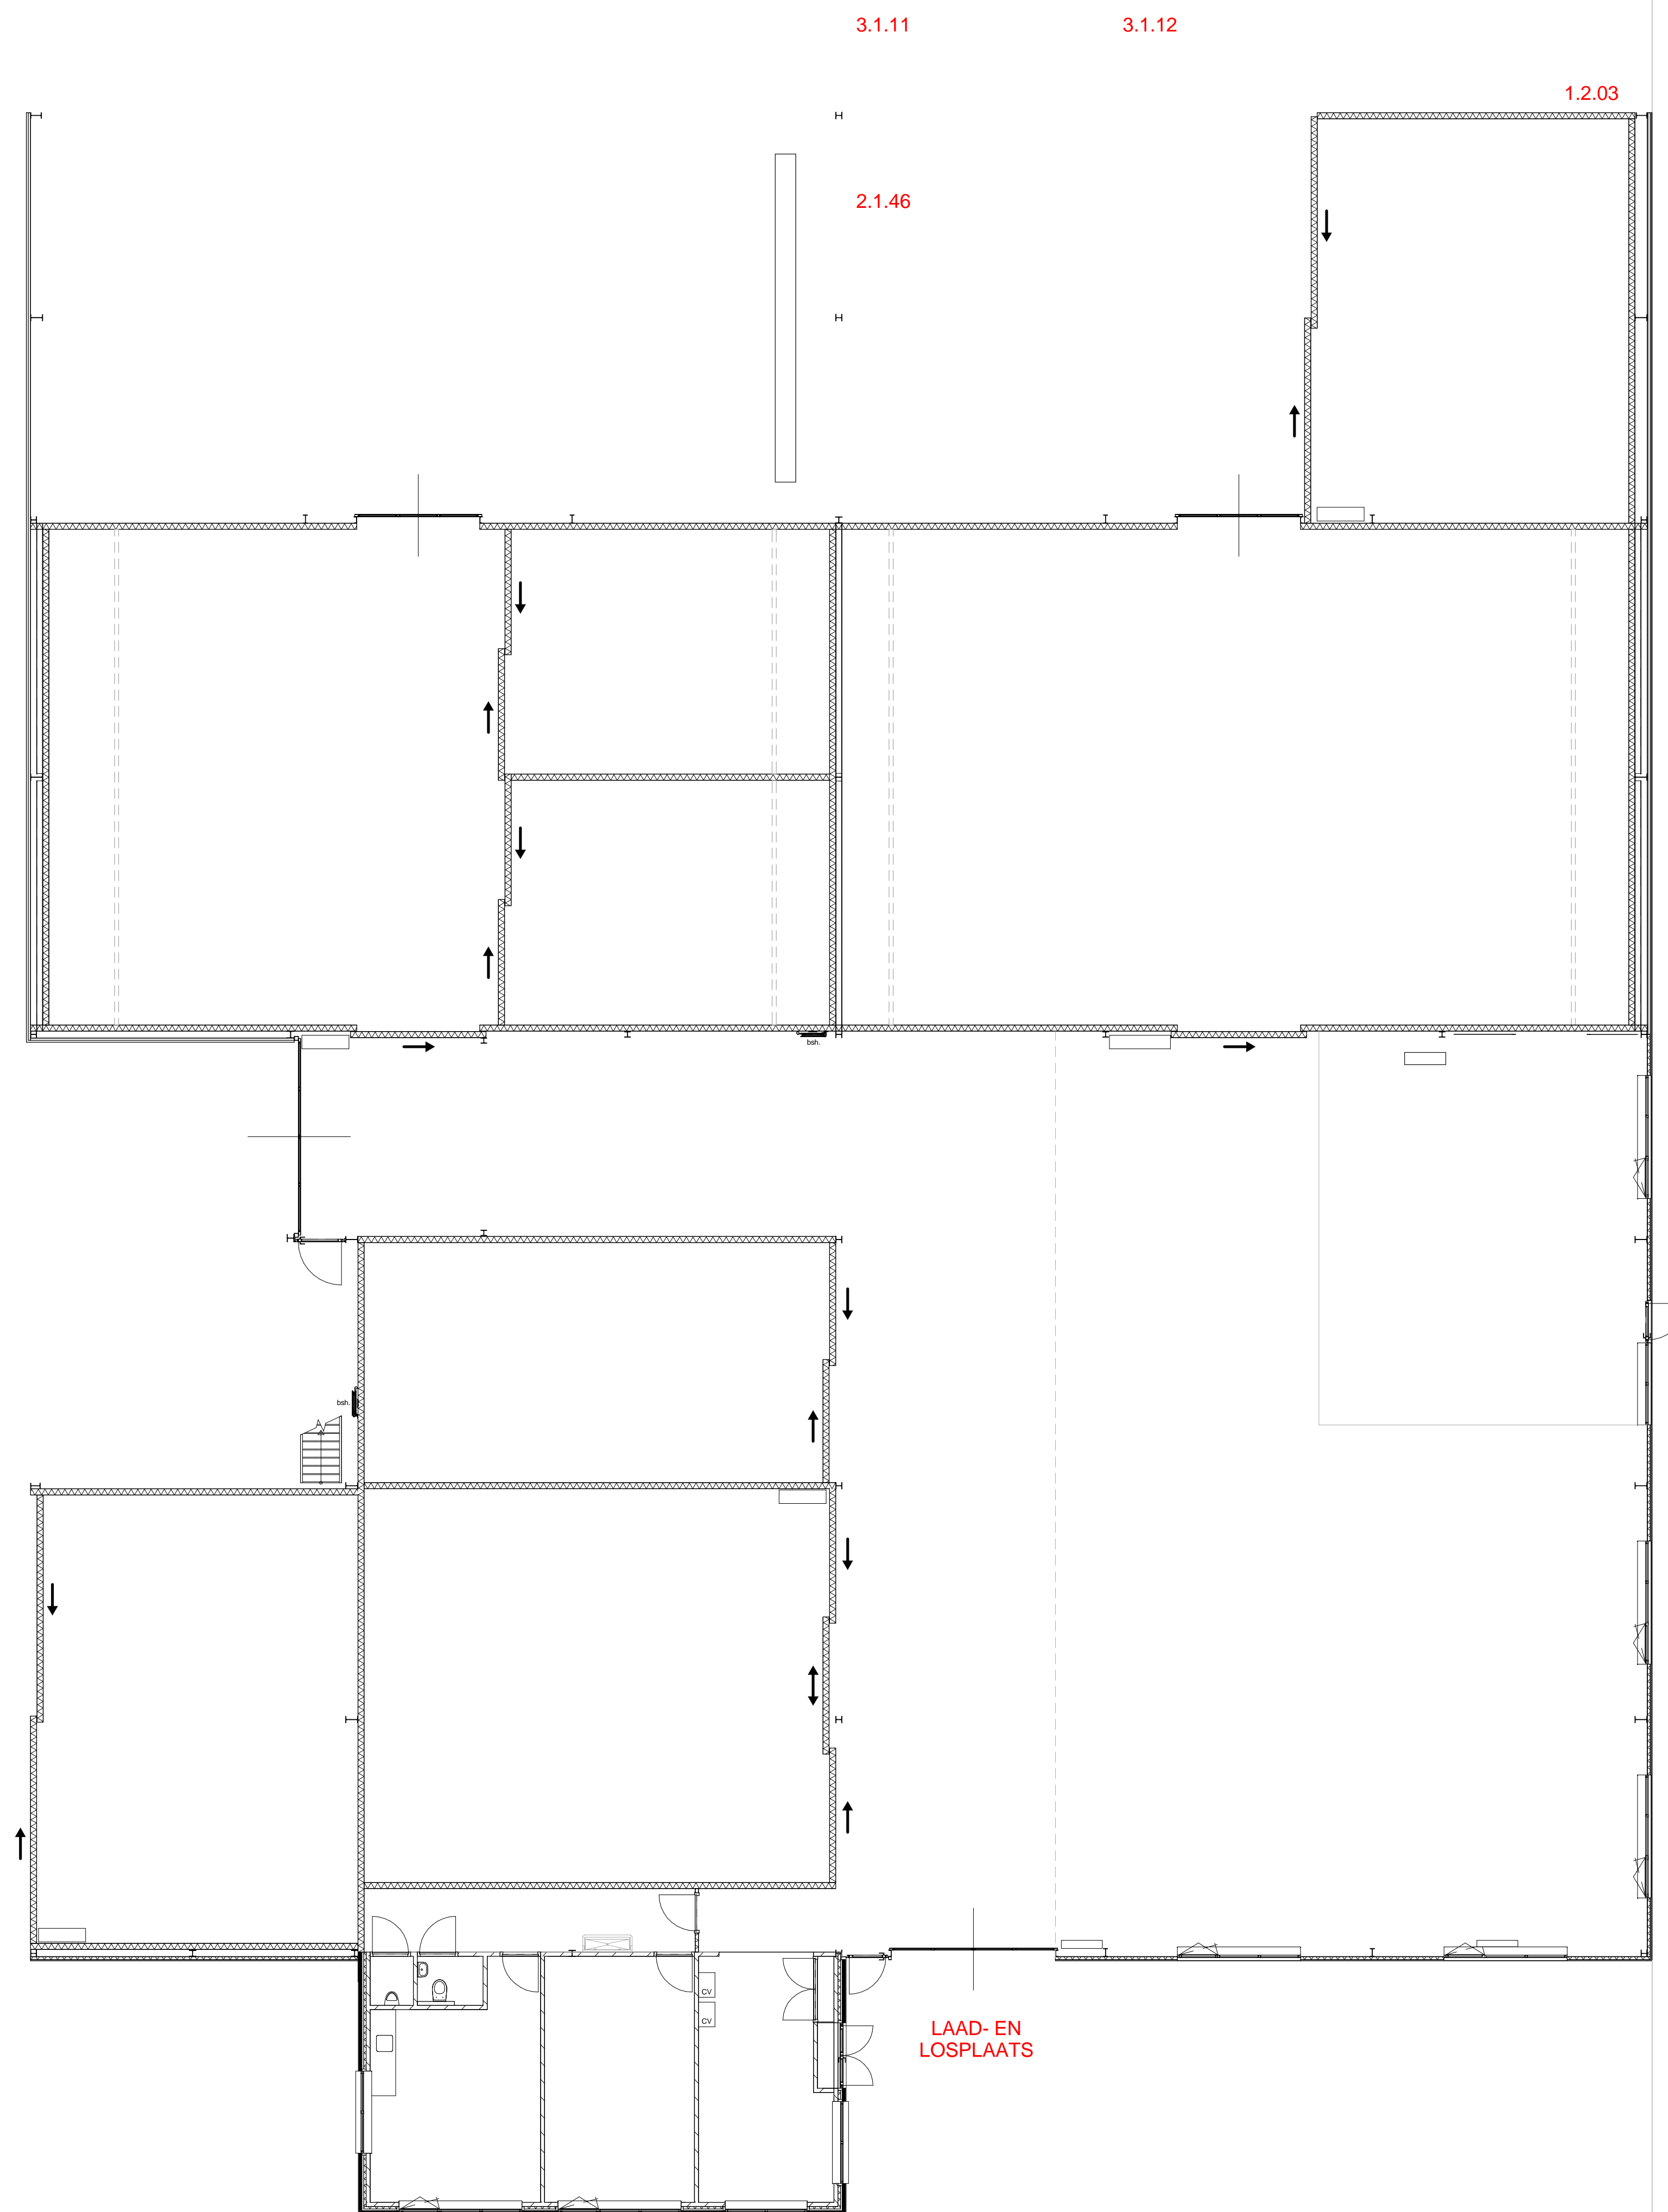 3.1.11
3.1.12
1.2.03
2.1.46
bsh.
bsh.
CV
CV
LAAD- EN
LOSPLAATS